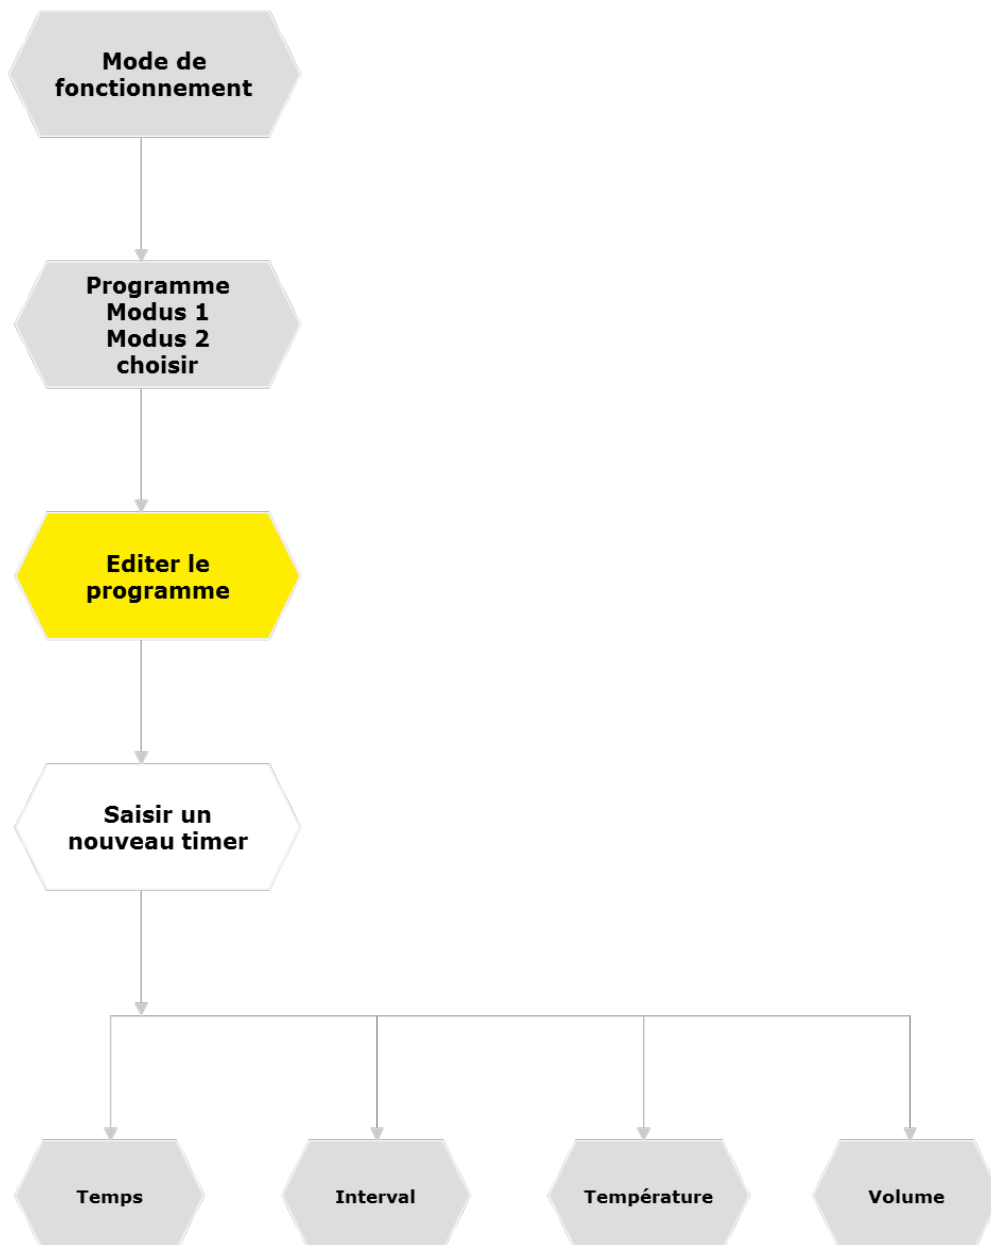 Mode de
fonctionnement
Programme
Modus 1
Modus 2
choisir
Editer le
programme
Saisir un
nouveau timer
Temps
Interval
Température
Volume